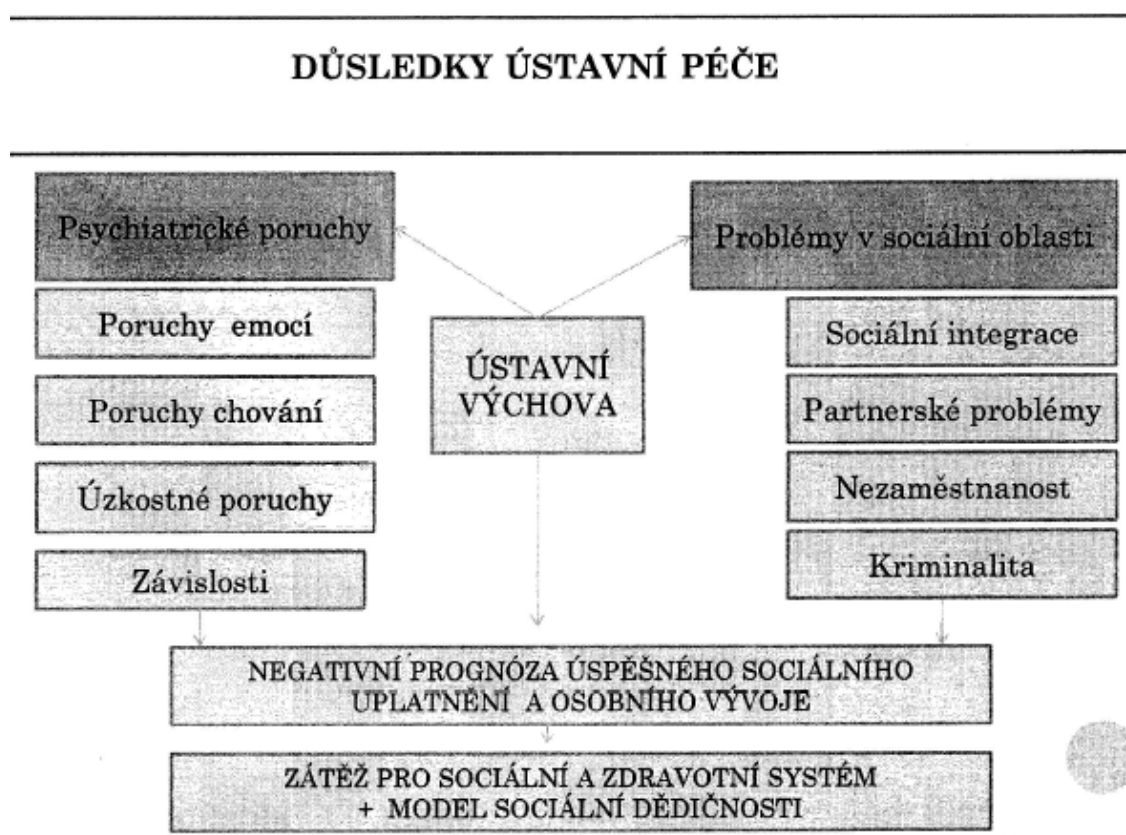 DŮSLEDKY ÚSTAVNÍ PÉČE
Psychiatrické poruchy
Poruchy emocí
Poruchy chování
Úzkostné poruchy
Závislosti
ÚSTAVNÍ
VÝCHOVA
Problémy v sociální oblasti
Sociální integrace
Partnerské problémy
Nezaměstnanost
Kriminalita
NEGATIVNÍ PROGNÓZA ÚSPĚŠNÉHO SOCIÁLNÍHO
UPLATNĚNÍ A OSOBNÍHO VÝVOJE
ZÁTĚŽ PRO SOCIÁLNÍ A ZDRAVOTNÍ SYSTÉM
+ MODEL SOCIÁLNÍ DĚDIČNOSTI